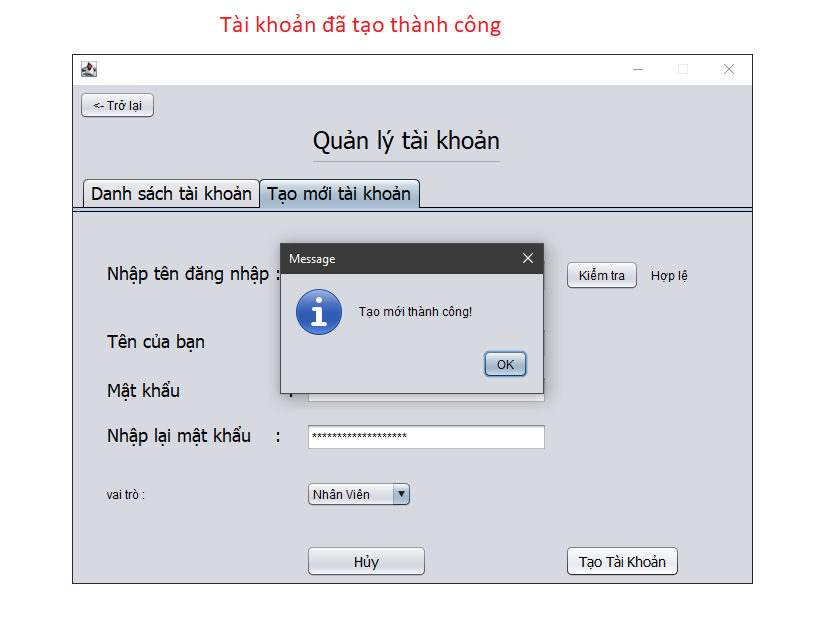 Tài khoản đã tạo thành công
<- Trở lại
Quản lý tài khoản
Danh sách tài khoản Tạo mới tài khoản
Message
Nhập tên đăng nhập : Kiểm tra Hợp lệ
Tạo mới thành công!
Tên của bạn
OK
Mật khẩu :
Nhập lại mật khẩu : *******************
vai trò : Nhân Viên
Hủy Tạo Tài Khoản